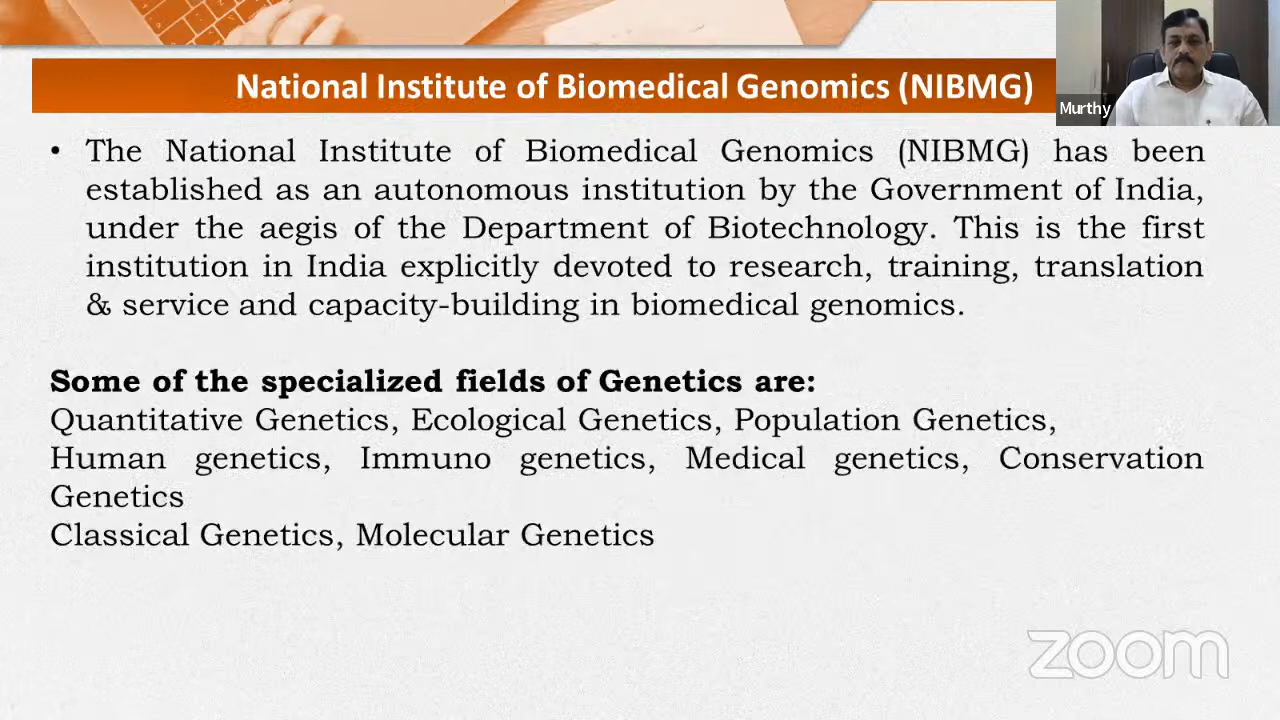 National Institute of Biomedical Genomics (NIBMG)
Murthy
• The National Institute of Biomedical Genomics (NIBMG) has been
established as an autonomous institution by the Government of India,
under the aegis of the Department of Biotechnology. This is the first
institution in India explicitly devoted to research, training, translation
& service and capacity-building in biomedical genomics.
Some of the specialized fields of Genetics are:
Quantitative Genetics, Ecological Genetics, Population Genetics,
Human genetics, Immuno genetics, Medical genetics, Conservation
Genetics
Classical Genetics, Molecular Genetics
zoom